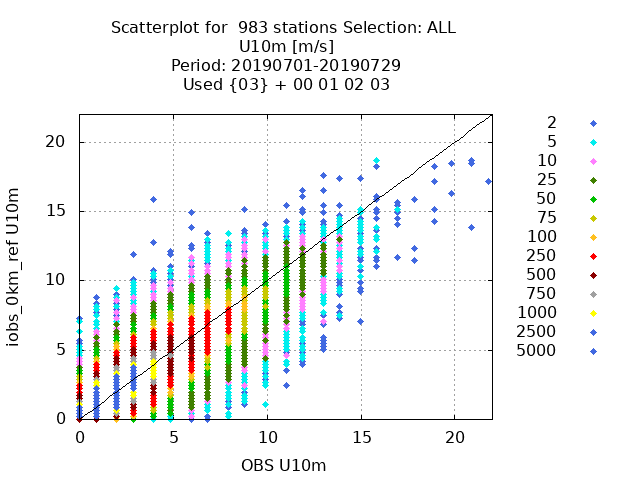 Scatterplot for  983 stations Selection: ALL
U10m [m/s]
Period: 20190701-20190729
Used {03} + 00 01 02 03
iobs_0km_ref U10m
20
15
10
5
0
0 5 10 15 20
OBS U10m
2
5
10
25
50
75
100
250
500
750
1000
2500
5000